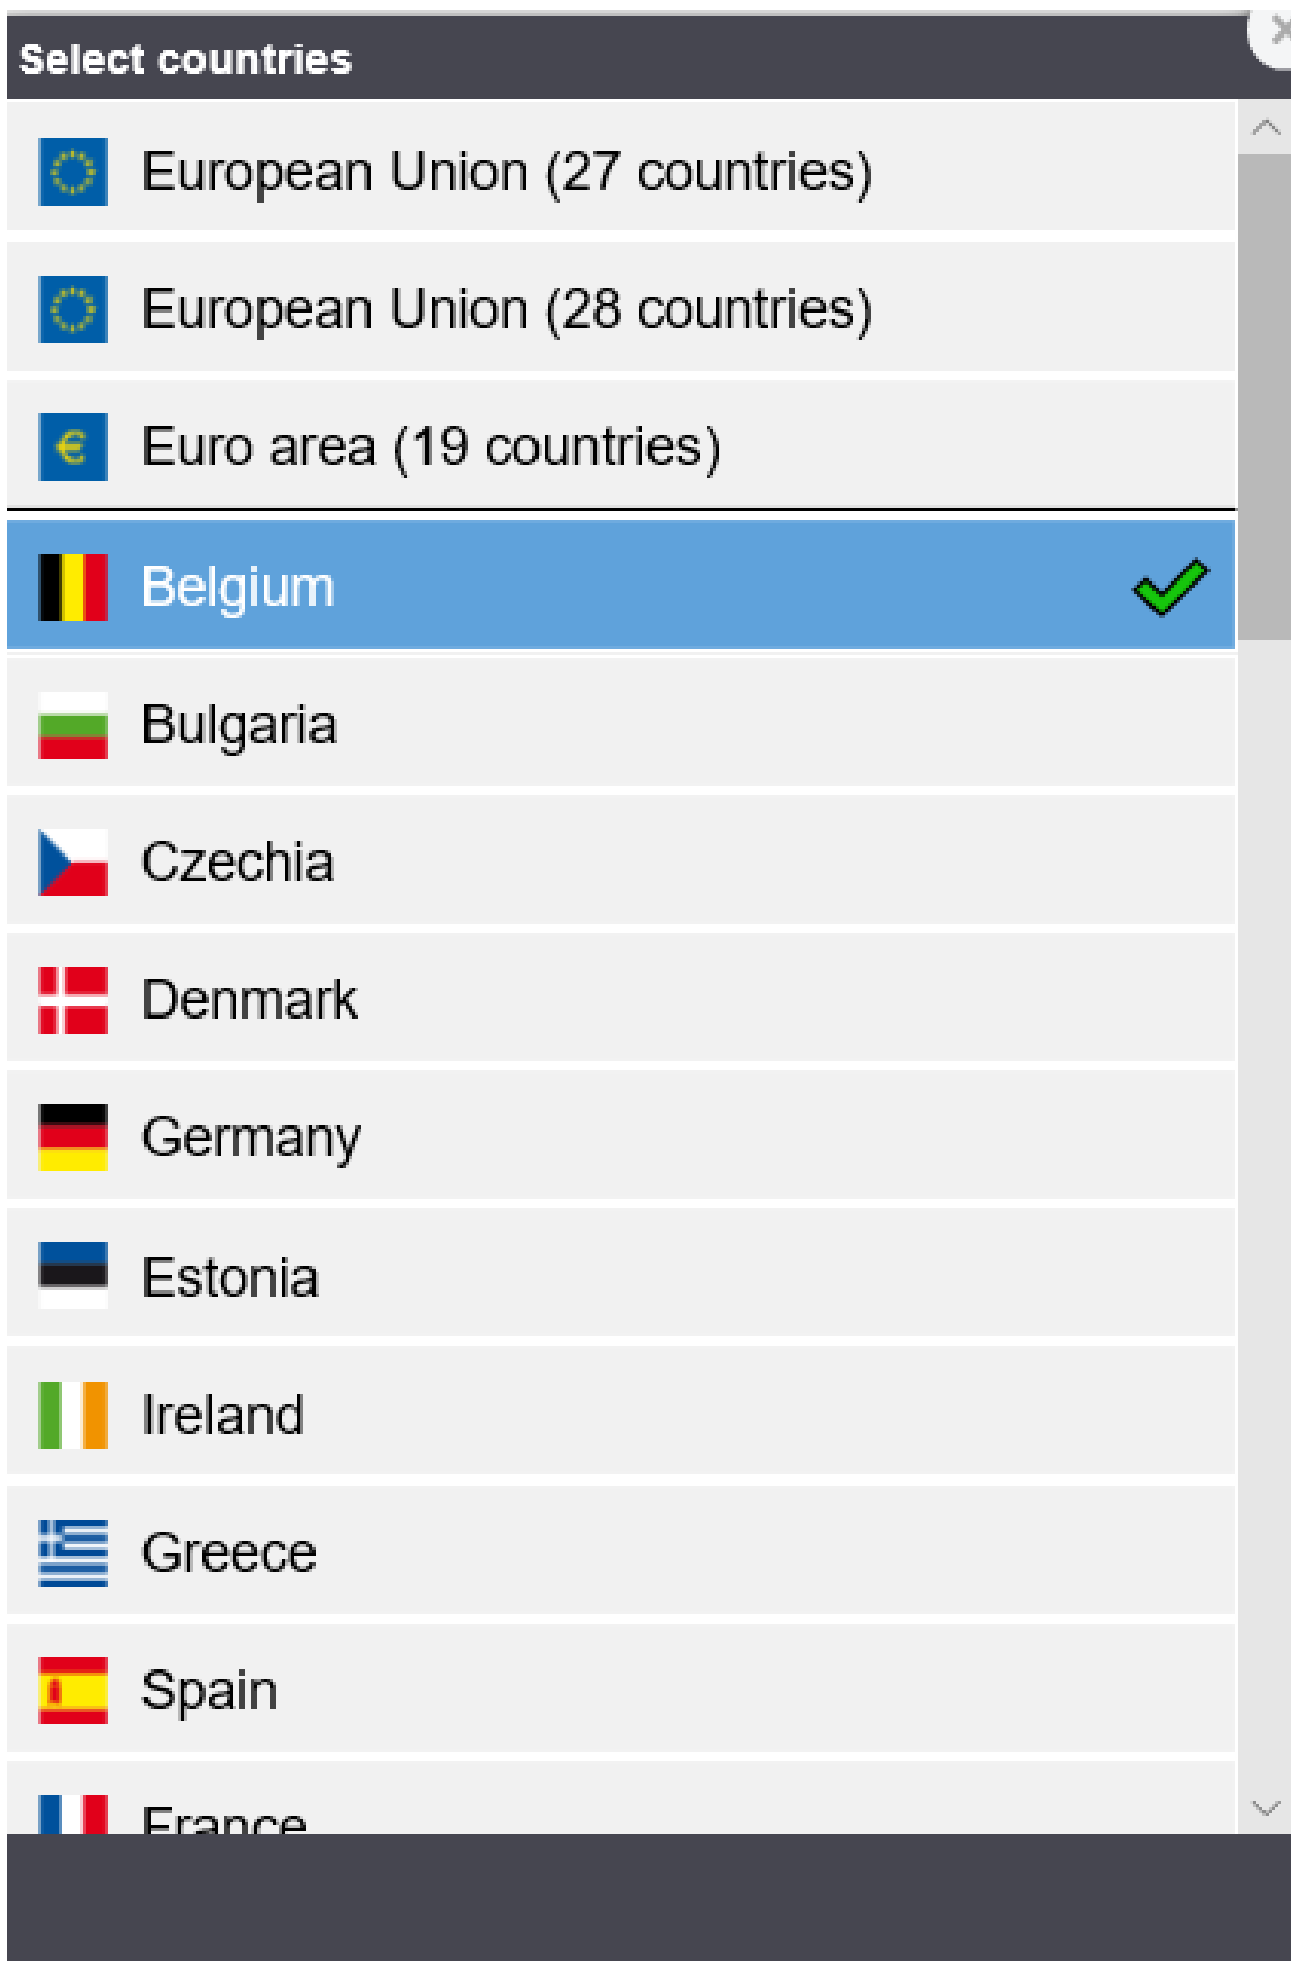 Select countries
European Union (27 countries)
European Union (28 countries)
€ Euro area (19 countries)
Belgium
Bulgaria
Czechia
Denmark
Germany
Estonia
Ireland
Greece
Spain
France